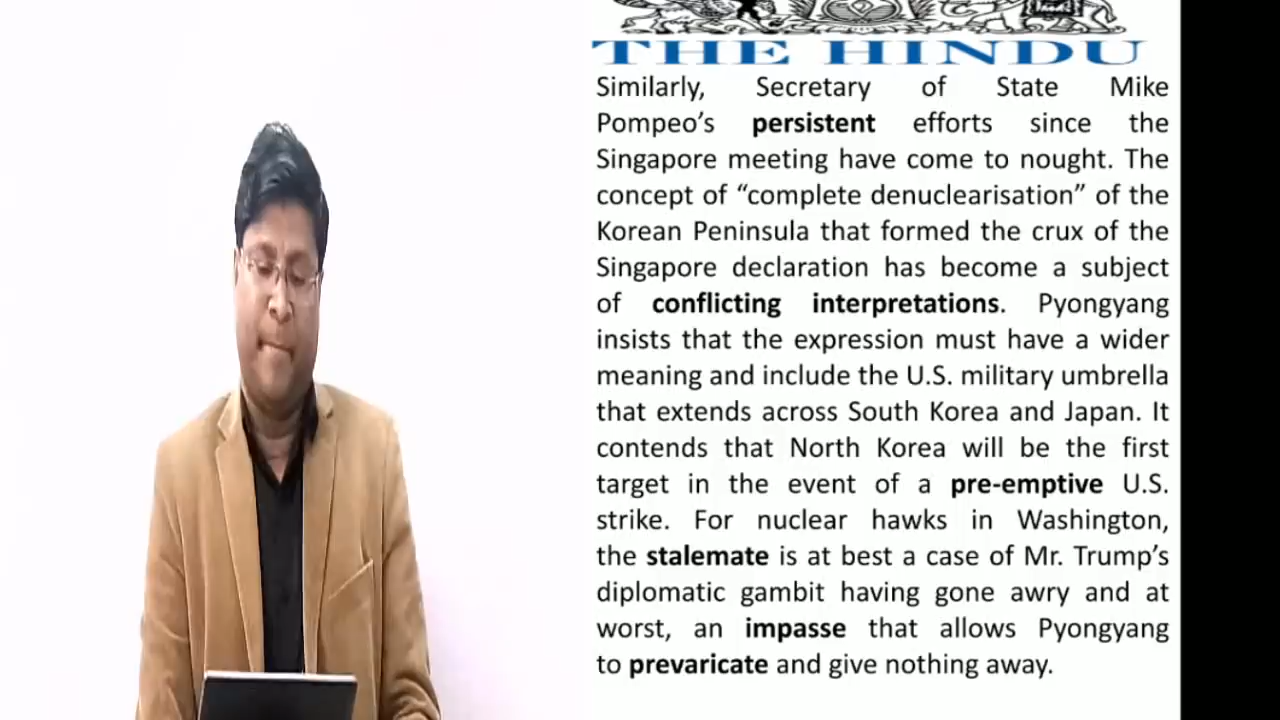 THE HINDU
Similarly, Secretary of State Mike
Pompeo's persistent efforts since the
Singapore meeting have come to nought. The
concept of “complete denuclearisation” of the
Korean Peninsula that formed the crux of the
Singapore declaration has become a subject
of conflicting interpretations. Pyongyang
insists that the expression must have a wider
meaning and include the U.S. military umbrella
that extends across South Korea and Japan. It
contends that North Korea will be the first
target in the event of a pre-emptive U.S.
strike. For nuclear hawks in Washington,
the stalemate is at best a case of Mr. Trump’s
diplomatic gambit having gone awry and at
worst, an impasse that allows Pyongyang
to prevaricate and give nothing away.